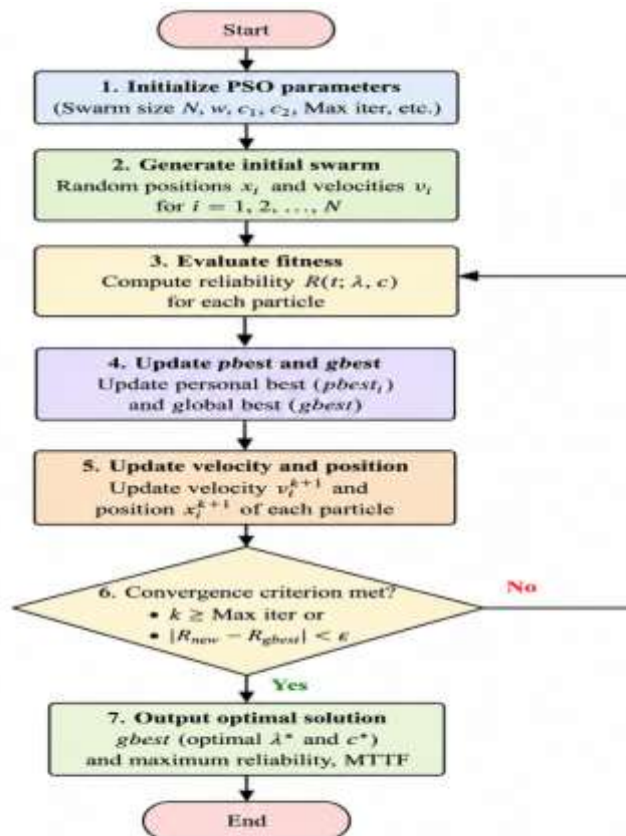 Start
1. Initialize PSO parameters
(Swarm size N, w, c₁, c₂, Max iter, etc.)
2. Generate initial swarm
Random positions xᵢ and velocities vᵢ
for i = 1, 2, …, N
3. Evaluate fitness
Compute reliability R(t; λ, c)
for each particle
4. Update pbest and gbest
Update personal best (pbestᵢ)
and global best (gbest)
5. Update velocity and position
Update velocity vᵢᵏ⁺¹ and
position xᵢᵏ⁺¹ of each particle
6. Convergence criterion met?
• k ≥ Max iter or
• |Rₙₑw − R_gbest| < ϵ
No
Yes
7. Output optimal solution
gbest (optimal λ* and c*)
and maximum reliability, MTTF
End